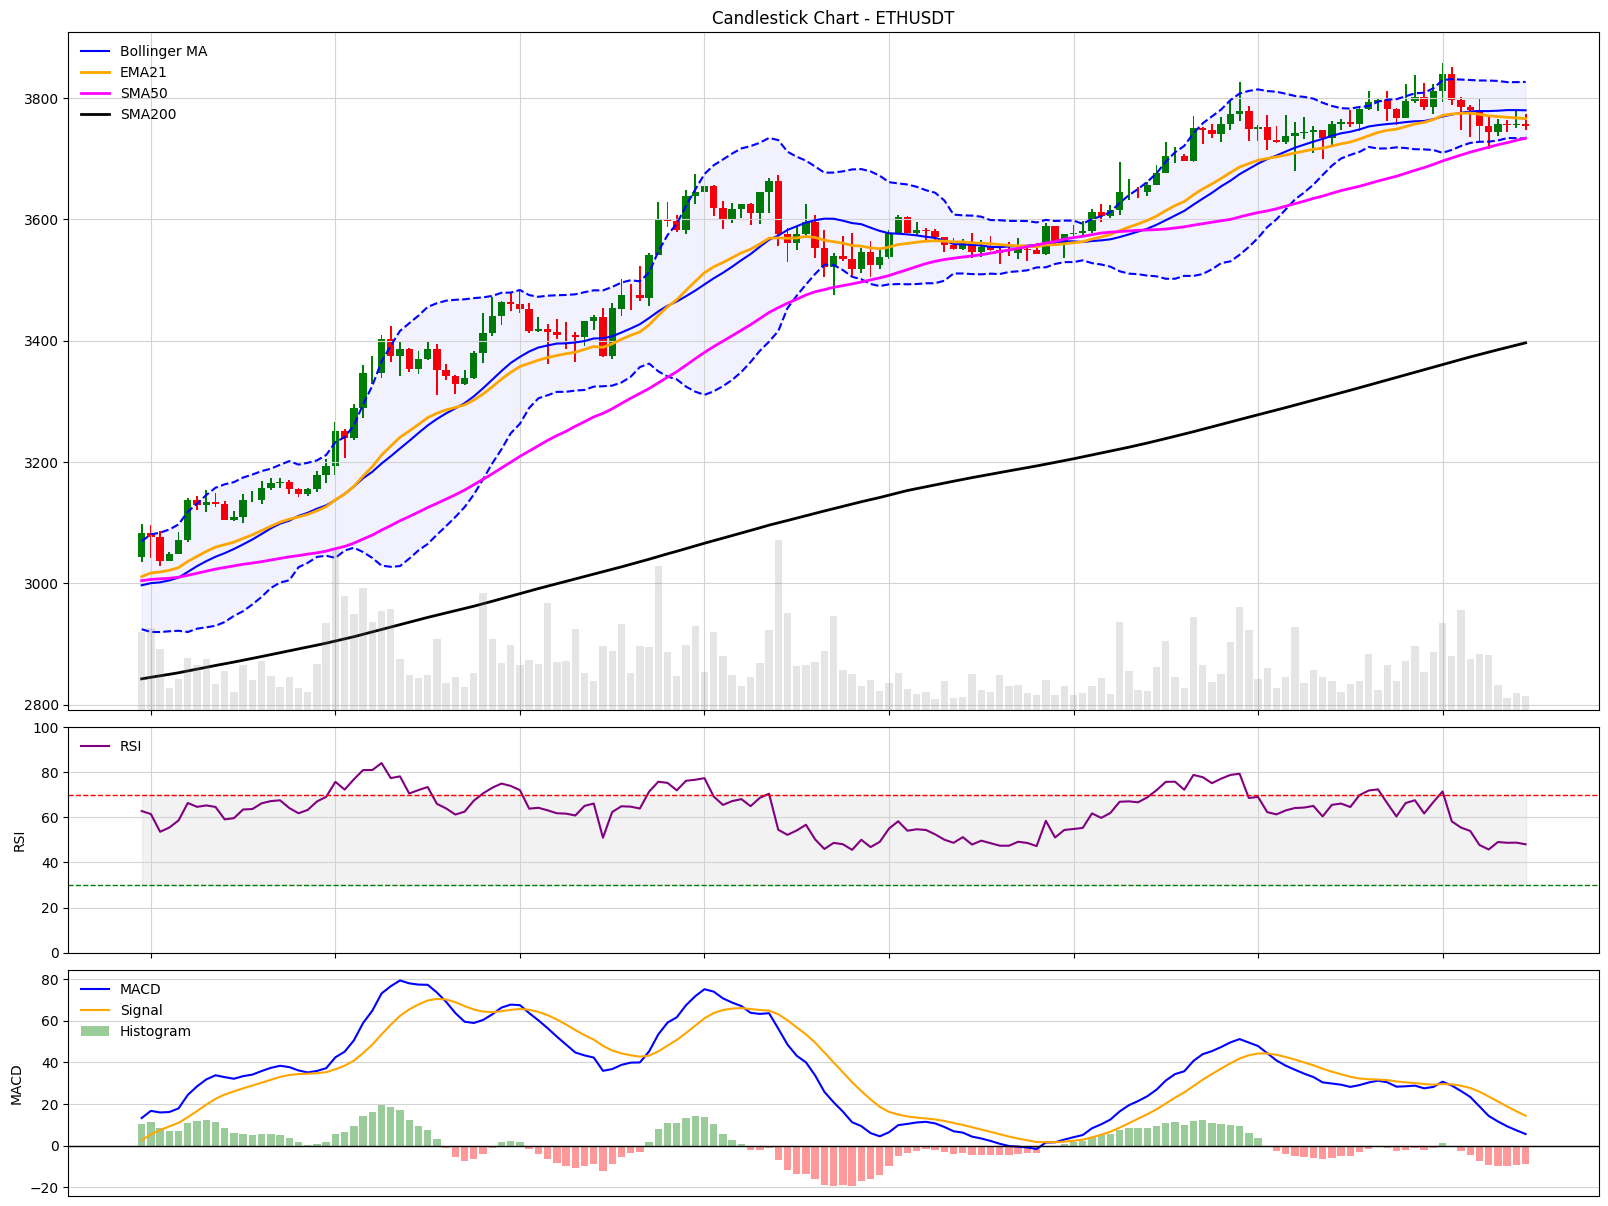 Candlestick Chart - ETHUSDT
Bollinger MA
EMA21
SMA50
SMA200
3800
3600
3400
3200
3000
2800
RSI
100
80
60
40
20
0
RSI
MACD
Signal
Histogram
80
60
40
20
0
−20
MACD